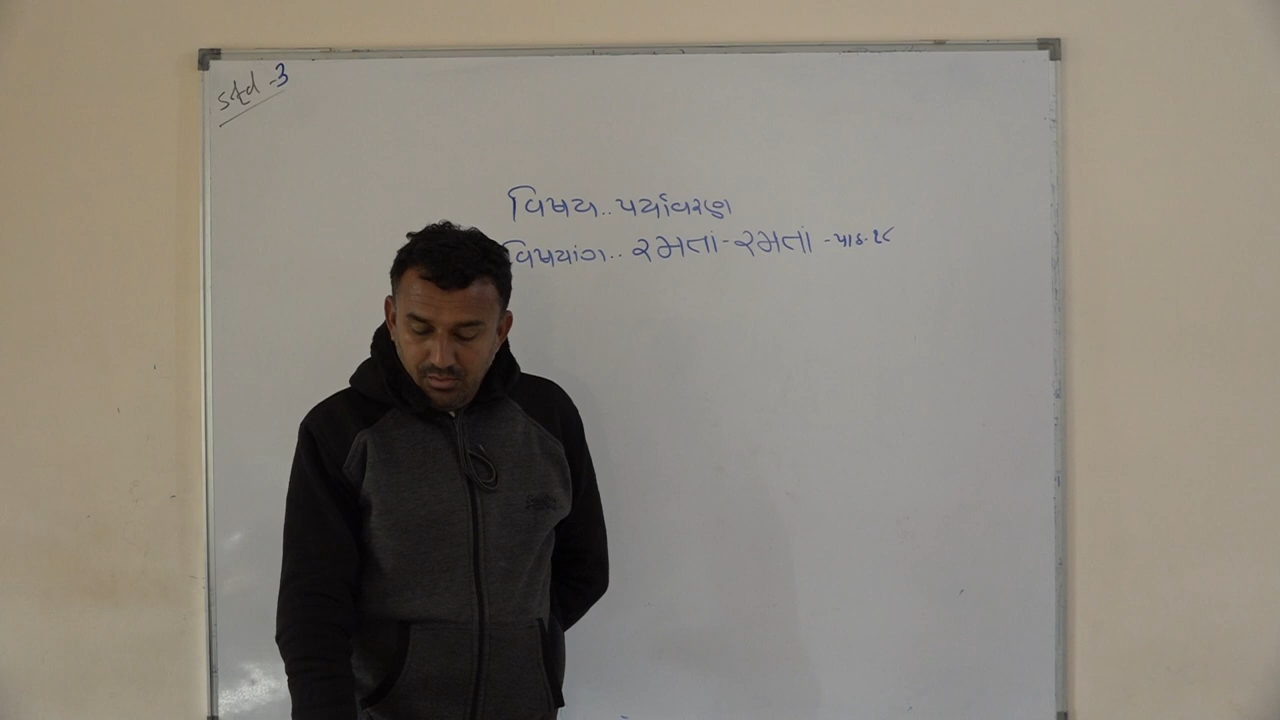 std - 3
વિષય.. પર્યાવરણ
વિષયાંગ.. રમતાં-રમતાં - પાઠ-૨૮